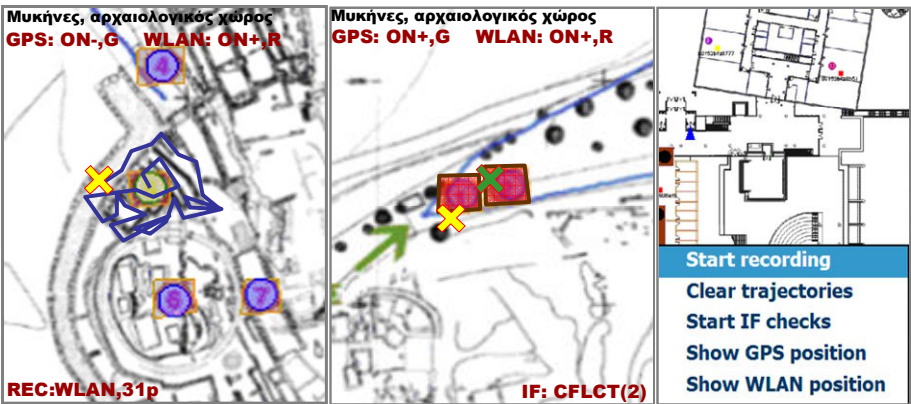 Μυκήνες, αρχαιολογικός χώρος
GPS: ON-,G WLAN: ON+,R
4
6
7
REC:WLAN,31p
Μυκήνες, αρχαιολογικός χώρος
GPS: ON+,G WLAN: ON+,R
IF: CFLCT(2)
Start recording
Clear trajectories
Start IF checks
Show GPS position
Show WLAN position